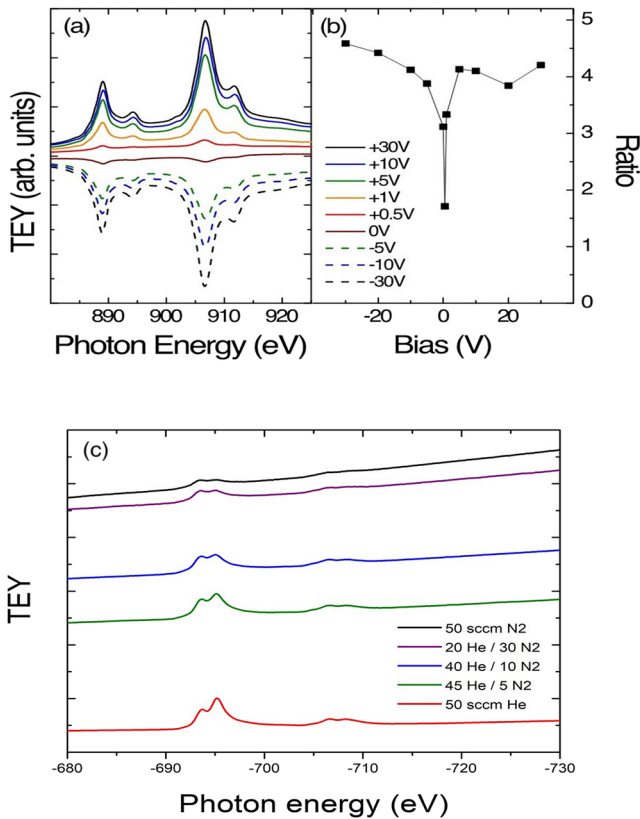 (a)
(b)
TEY (arb. units)
+30V
+10V
+5V
+1V
+0.5V
0V
-5V
-10V
-30V
890 900 910 920
Photon Energy (eV)
5
4
3
2
1
0
Ratio
-20 0 20
Bias (V)
(c)
TEY
50 sccm N2
20 He / 30 N2
40 He / 10 N2
45 He / 5 N2
50 sccm He
-680 -690 -700 -710 -720 -730
Photon energy (eV)